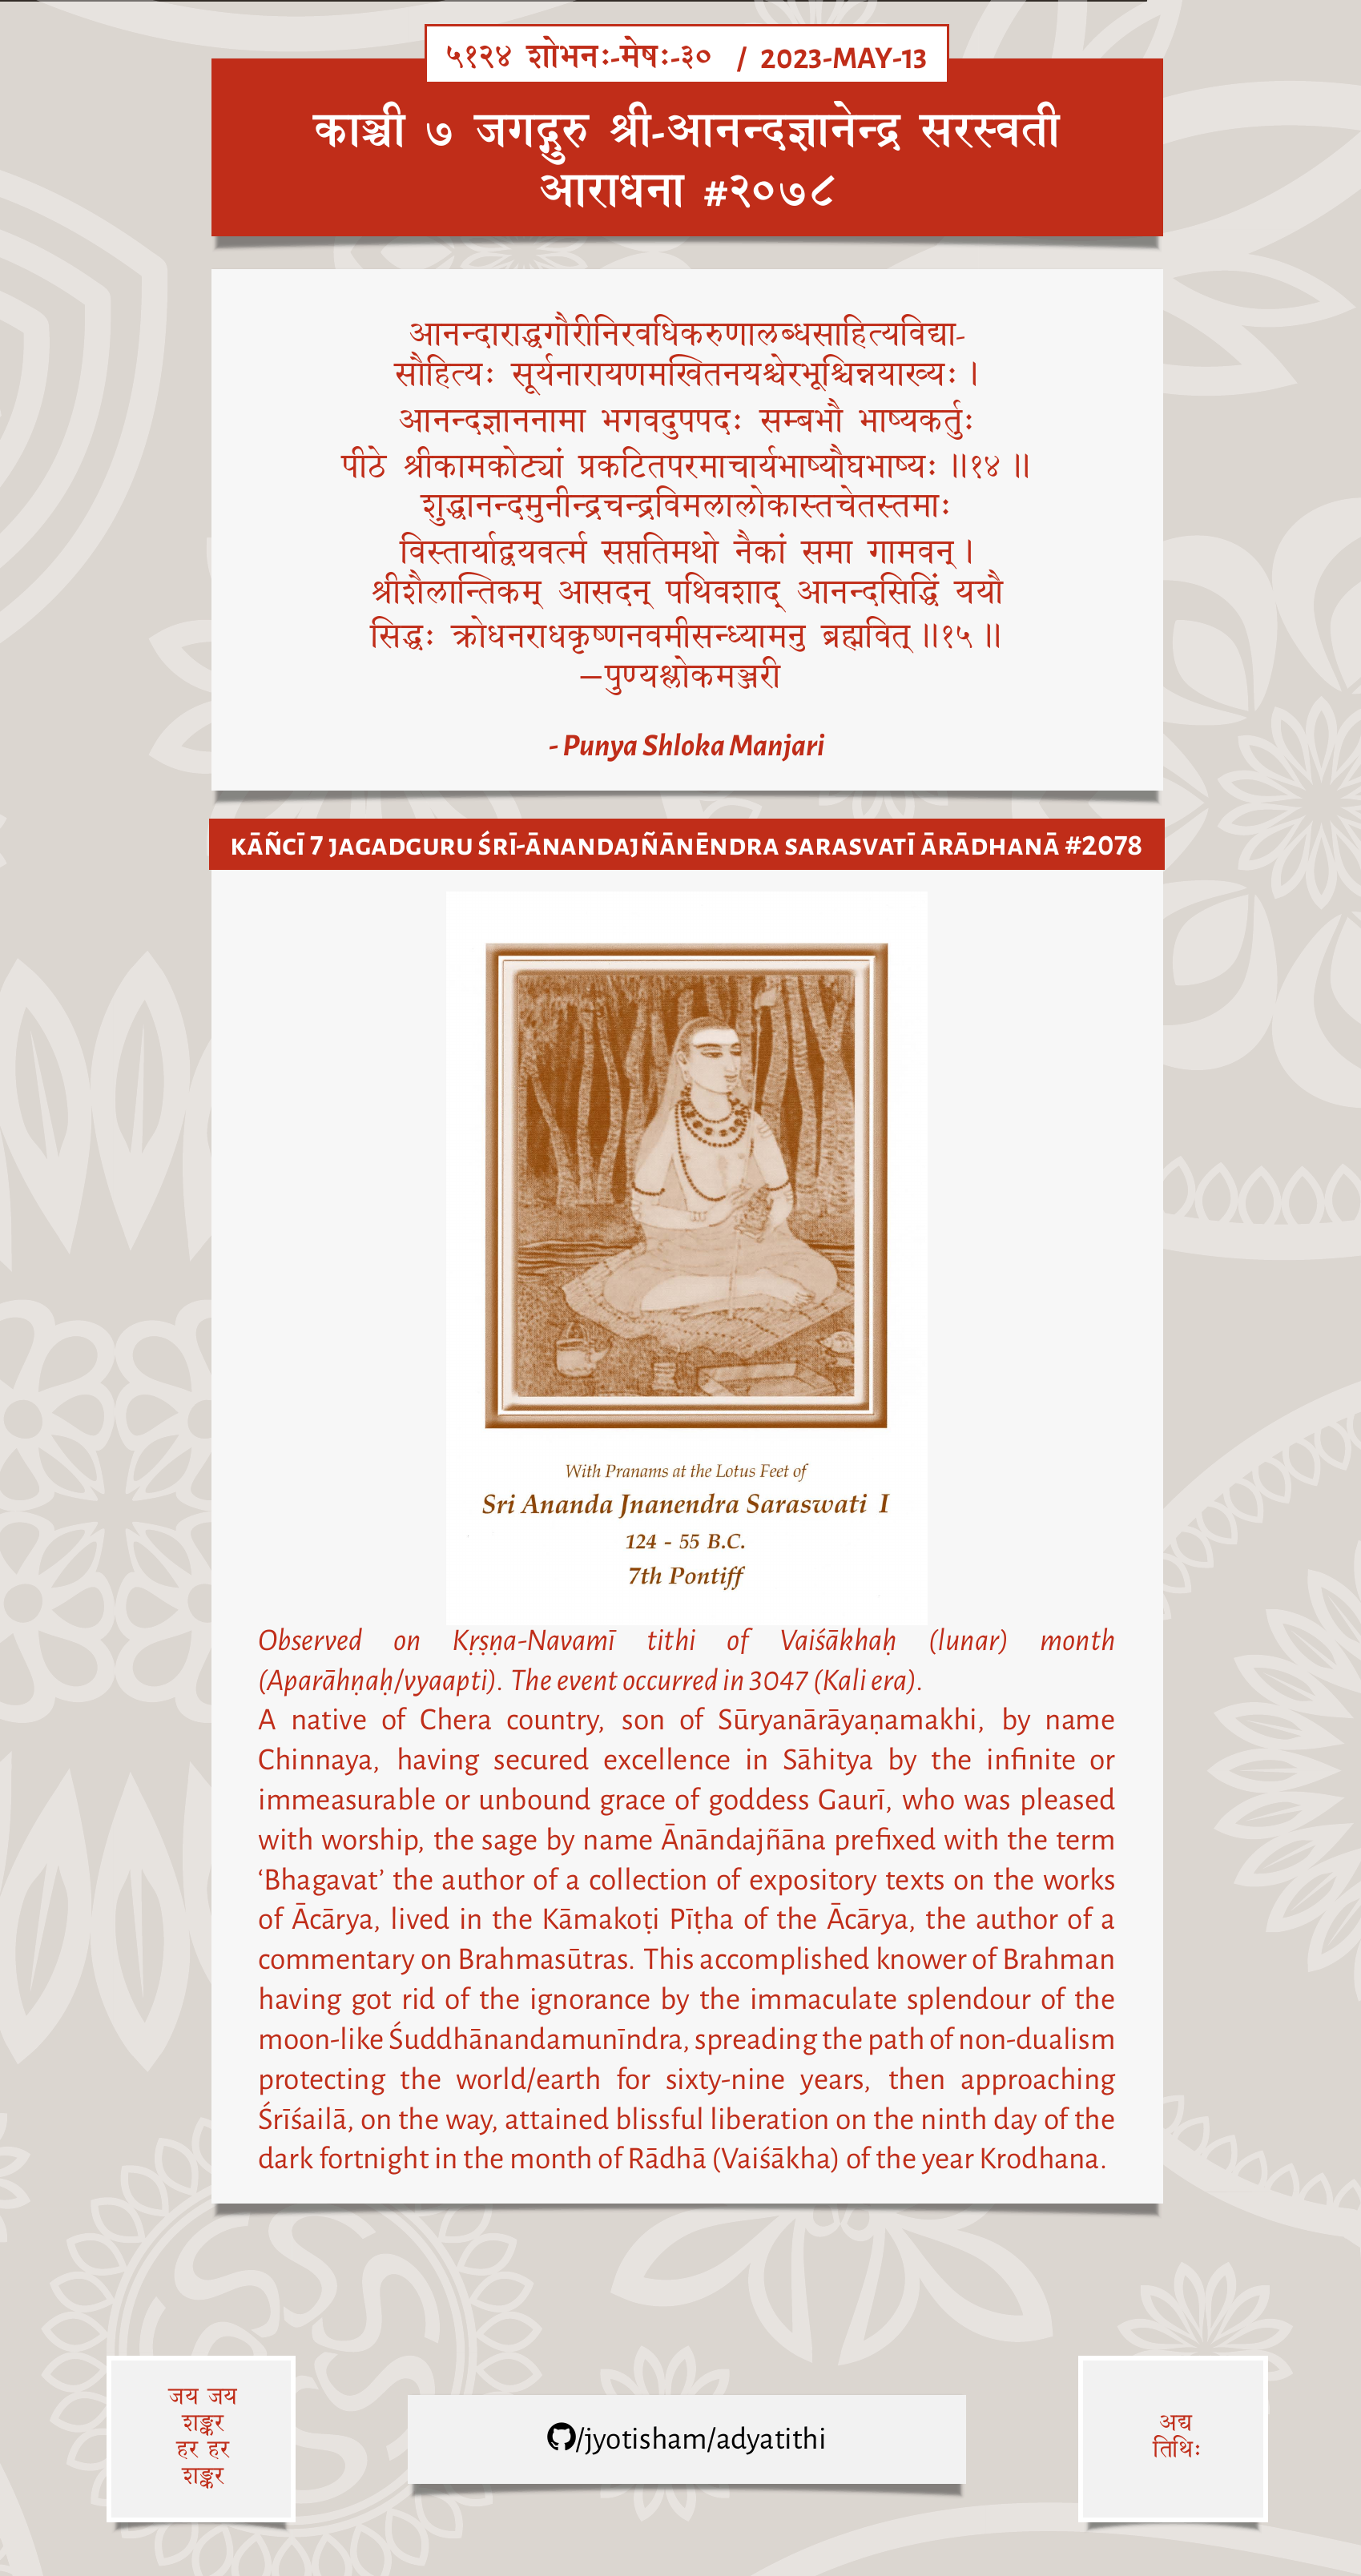 ५१२४ शोभनः-मेषः-३० / 2023-MAY-13
काञ्ची ७ जगद्गुरु श्री-आनन्दज्ञानेन्द्र सरस्वती
आराधना #२०७८
आनन्दाराद्धगौरीनिरवधिकरुणालब्धसाहित्यविद्या-
सौहित्यः सूर्यनारायणमखितनयश्चेरभूश्चिन्नयाख्यः ।
आनन्दज्ञाननामा भगवदुपपदः सम्बभौ भाष्यकर्तुः
पीठे श्रीकामकोट्यां प्रकटितपरमाचार्यभाष्यौघभाष्यः ॥१४ ॥
शुद्धानन्दमुनीन्द्रचन्द्रविमलालोकास्तचेतस्तमाः
विस्तार्याद्वयवर्त्म सप्ततिमथो नैकां समा गामवन् ।
श्रीशैलान्तिकम् आसदन् पथिवशाद् आनन्दसिद्धिं ययौ
सिद्धः क्रोधनराधकृष्णनवमीसन्ध्यामनु ब्रह्मवित् ॥१५ ॥
—पुण्यश्लोकमञ्जरी
- Punya Shloka Manjari
KĀÑCĪ 7 JAGADGURU ŚRĪ-ĀNANDAJÑĀNĒNDRA SARASVATĪ ĀRĀDHANĀ #2078
With Pranams at the Lotus Feet of
Sri Ananda Jnanendra Saraswati I
124 - 55 B.C.
7th Pontiff
Observed on Kṛṣṇa-Navamī tithi of Vaiśākhaḥ (lunar) month
(Aparāhṇaḥ/vyaapti). The event occurred in 3047 (Kali era).
A native of Chera country, son of Sūryanārāyaṇamakhi, by name
Chinnaya, having secured excellence in Sāhitya by the infinite or
immeasurable or unbound grace of goddess Gaurī, who was pleased
with worship, the sage by name Ānāndajñāna prefixed with the term
‘Bhagavat’ the author of a collection of expository texts on the works
of Ācārya, lived in the Kāmakoṭi Pīṭha of the Ācārya, the author of a
commentary on Brahmasūtras. This accomplished knower of Brahman
having got rid of the ignorance by the immaculate splendour of the
moon-like Śuddhānandamunīndra, spreading the path of non-dualism
protecting the world/earth for sixty-nine years, then approaching
Śrīśailā, on the way, attained blissful liberation on the ninth day of the
dark fortnight in the month of Rādhā (Vaiśākha) of the year Krodhana.
जय जय
शङ्कर
हर हर
शङ्कर
/jyotisham/adyatithi
अद्य
तिथिः